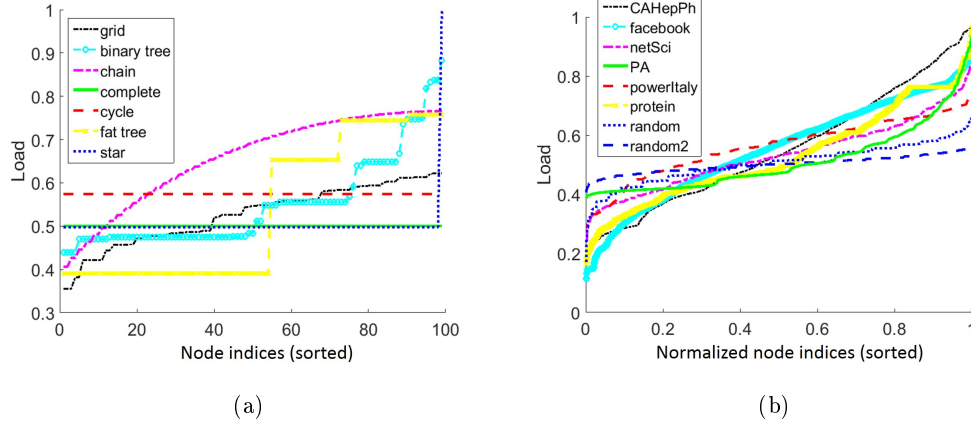 1
0.9
0.8
0.7
0.6
0.5
0.4
0.3
0
20
40
60
80
100
Load
Node indices (sorted)
grid
binary tree
chain
complete
cycle
fat tree
star
(a)
1
0.8
0.6
0.4
0.2
0
0
0.2
0.4
0.6
0.8
1
Load
Normalized node indices (sorted)
CAHepPh
facebook
netSci
PA
powerItaly
protein
random
random2
(b)